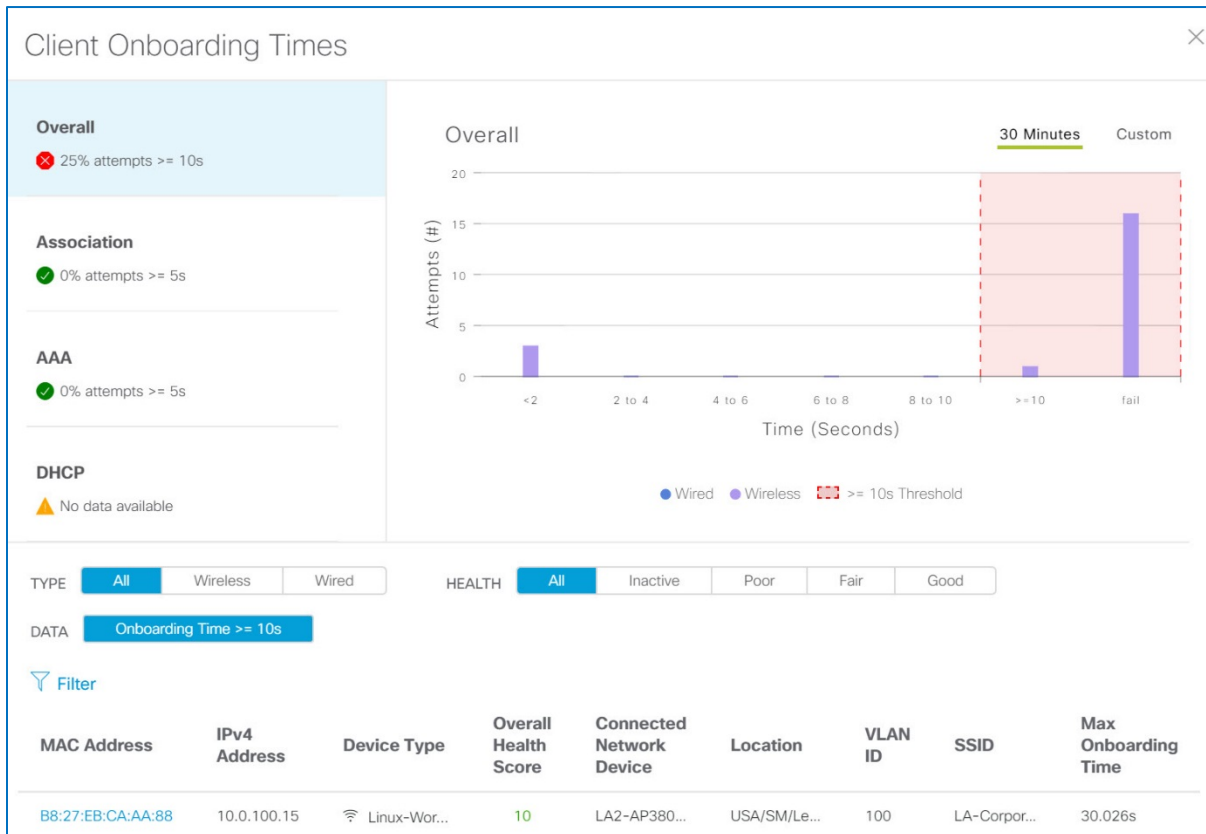 Client Onboarding Times
Overall
25% attempts >= 10s
Association
0% attempts >= 5s
AAA
0% attempts >= 5s
DHCP
No data available
Overall
30 Minutes Custom
Attempts (#)
20
15
10
5
0
<2 2 to 4 4 to 6 6 to 8 8 to 10 >=10 fail
Time (Seconds)
Wired Wireless >= 10s Threshold
TYPE All Wireless Wired HEALTH All Inactive Poor Fair Good
DATA Onboarding Time >= 10s
Filter
MAC Address IPv4 Address Device Type Overall Health Score Connected Network Device Location VLAN ID SSID Max Onboarding Time
B8:27:EB:CA:AA:88 10.0.100.15 Linux-Wor... 10 LA2-AP380... USA/SM/Le... 100 LA-Corpor... 30.026s